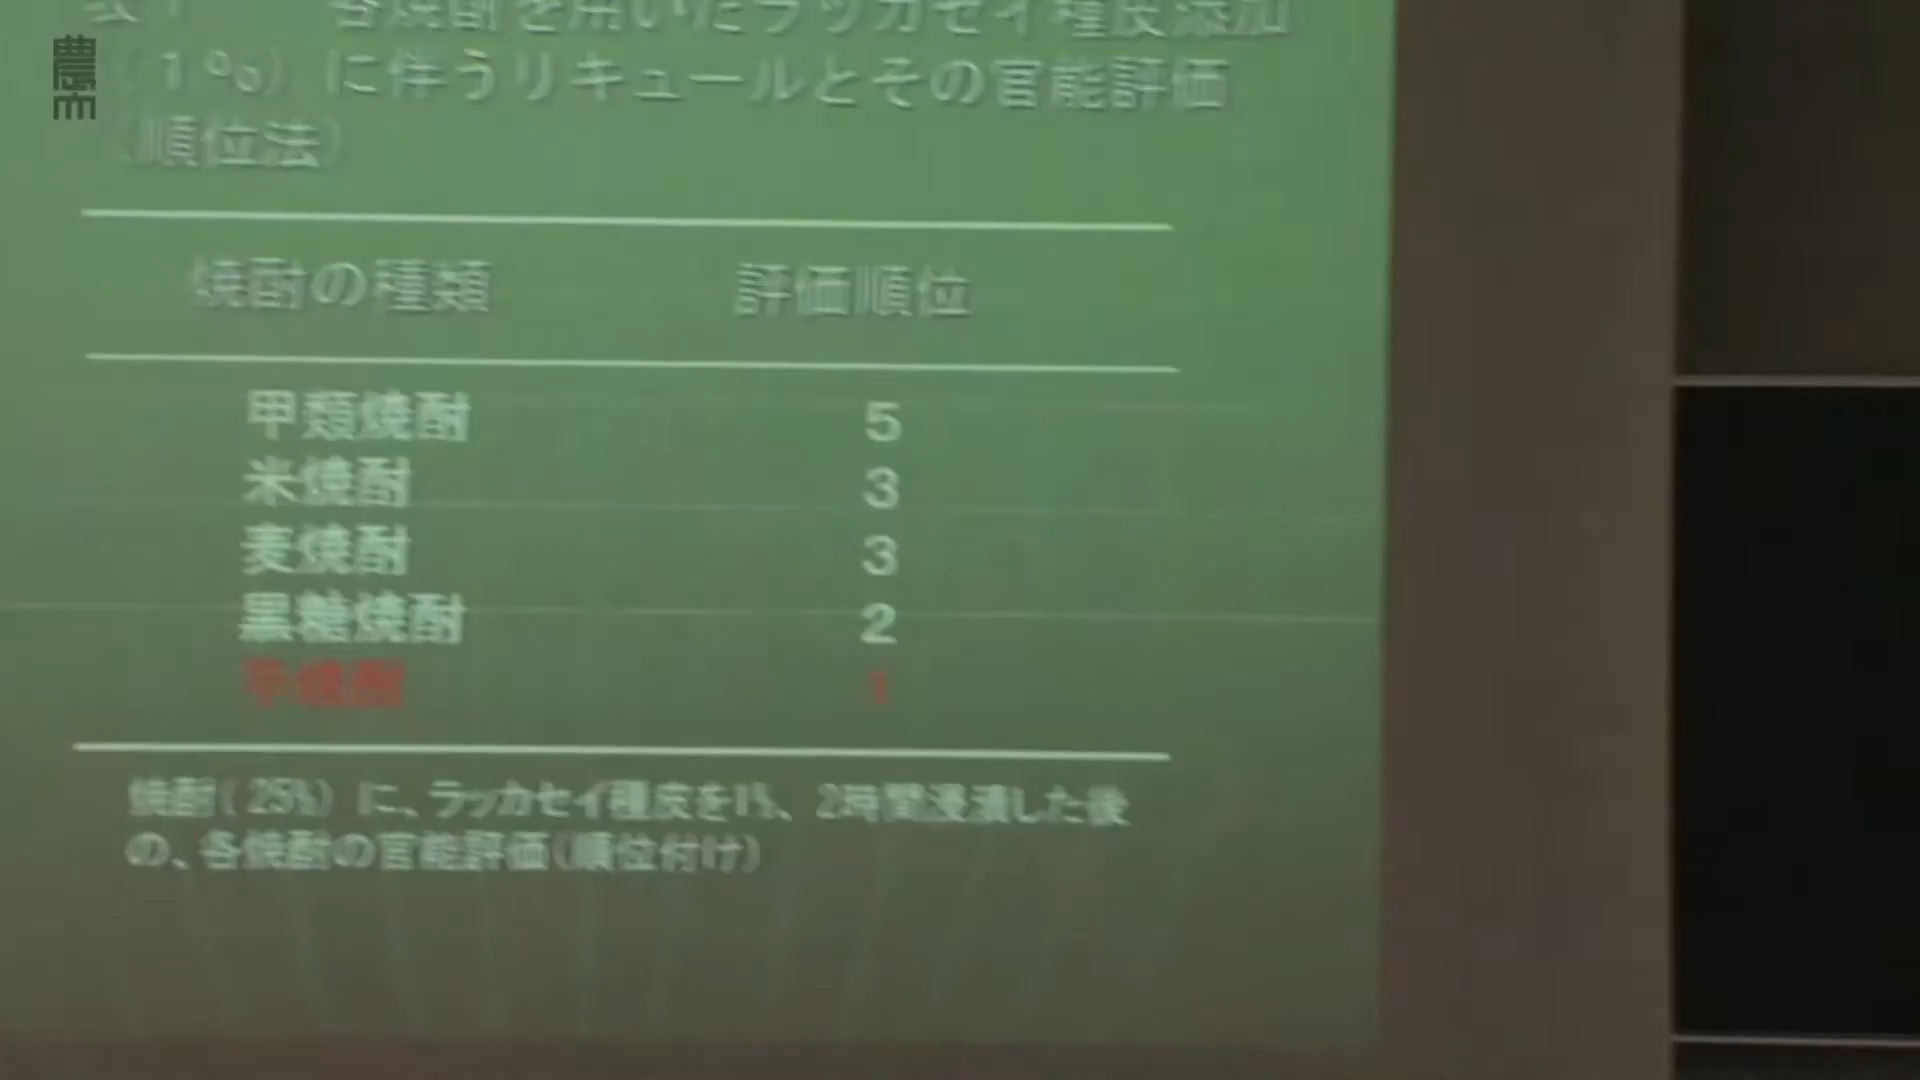 農
表1 各焼酎を用いたラッカセイ種皮添加
(1%)に伴うリキュールとその官能評価
(順位法)
焼酎の種類 評価順位
甲類焼酎 5
米焼酎 3
麦焼酎 3
黒糖焼酎 2
芋焼酎 1
焼酎(25%)に、ラッカセイ種皮を1%、2時間浸漬した後
の、各焼酎の官能評価(順位付け)